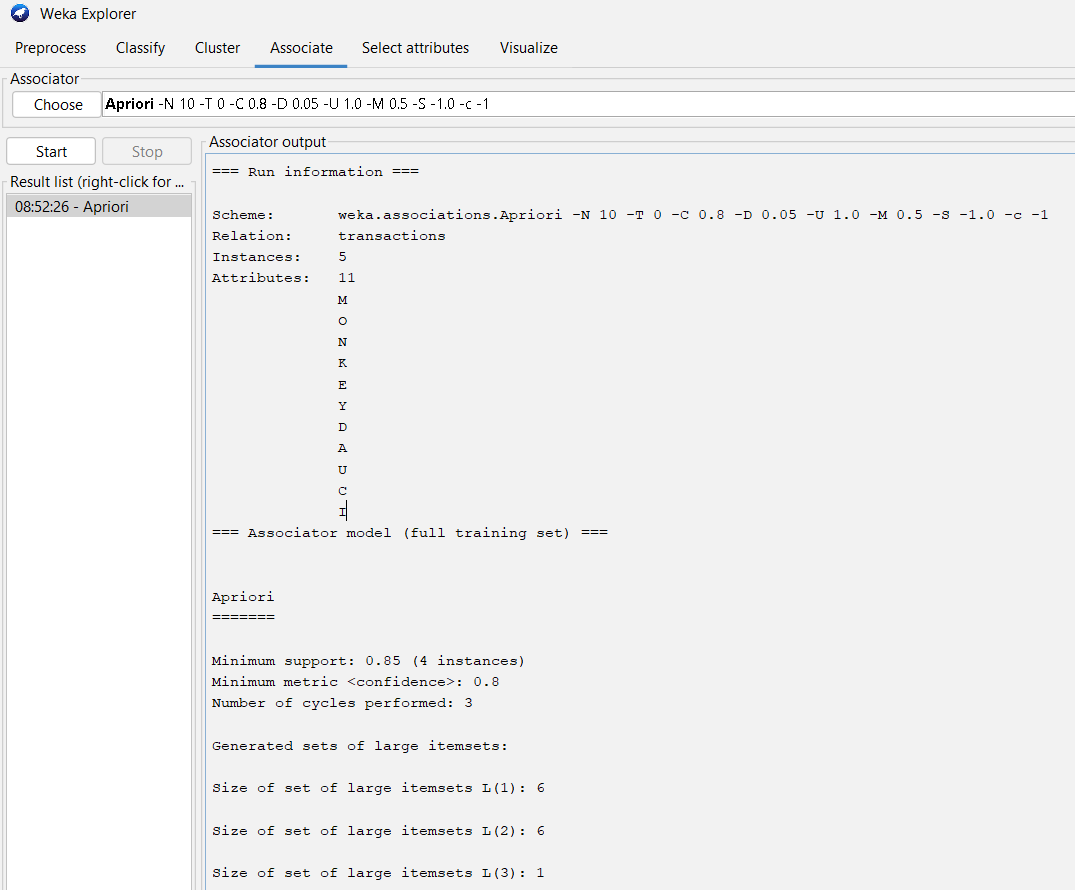 Weka Explorer
Preprocess Classify Cluster Associate Select attributes Visualize
Associator
Choose Apriori -N 10 -T 0 -C 0.8 -D 0.05 -U 1.0 -M 0.5 -S -1.0 -c -1
Start Stop
Result list (right-click for ...
08:52:26 - Apriori
Associator output
=== Run information ===
Scheme: weka.associations.Apriori -N 10 -T 0 -C 0.8 -D 0.05 -U 1.0 -M 0.5 -S -1.0 -c -1
Relation: transactions
Instances: 5
Attributes: 11
M
O
N
K
E
Y
D
A
U
C
I
=== Associator model (full training set) ===
Apriori
=======
Minimum support: 0.85 (4 instances)
Minimum metric <confidence>: 0.8
Number of cycles performed: 3
Generated sets of large itemsets:
Size of set of large itemsets L(1): 6
Size of set of large itemsets L(2): 6
Size of set of large itemsets L(3): 1